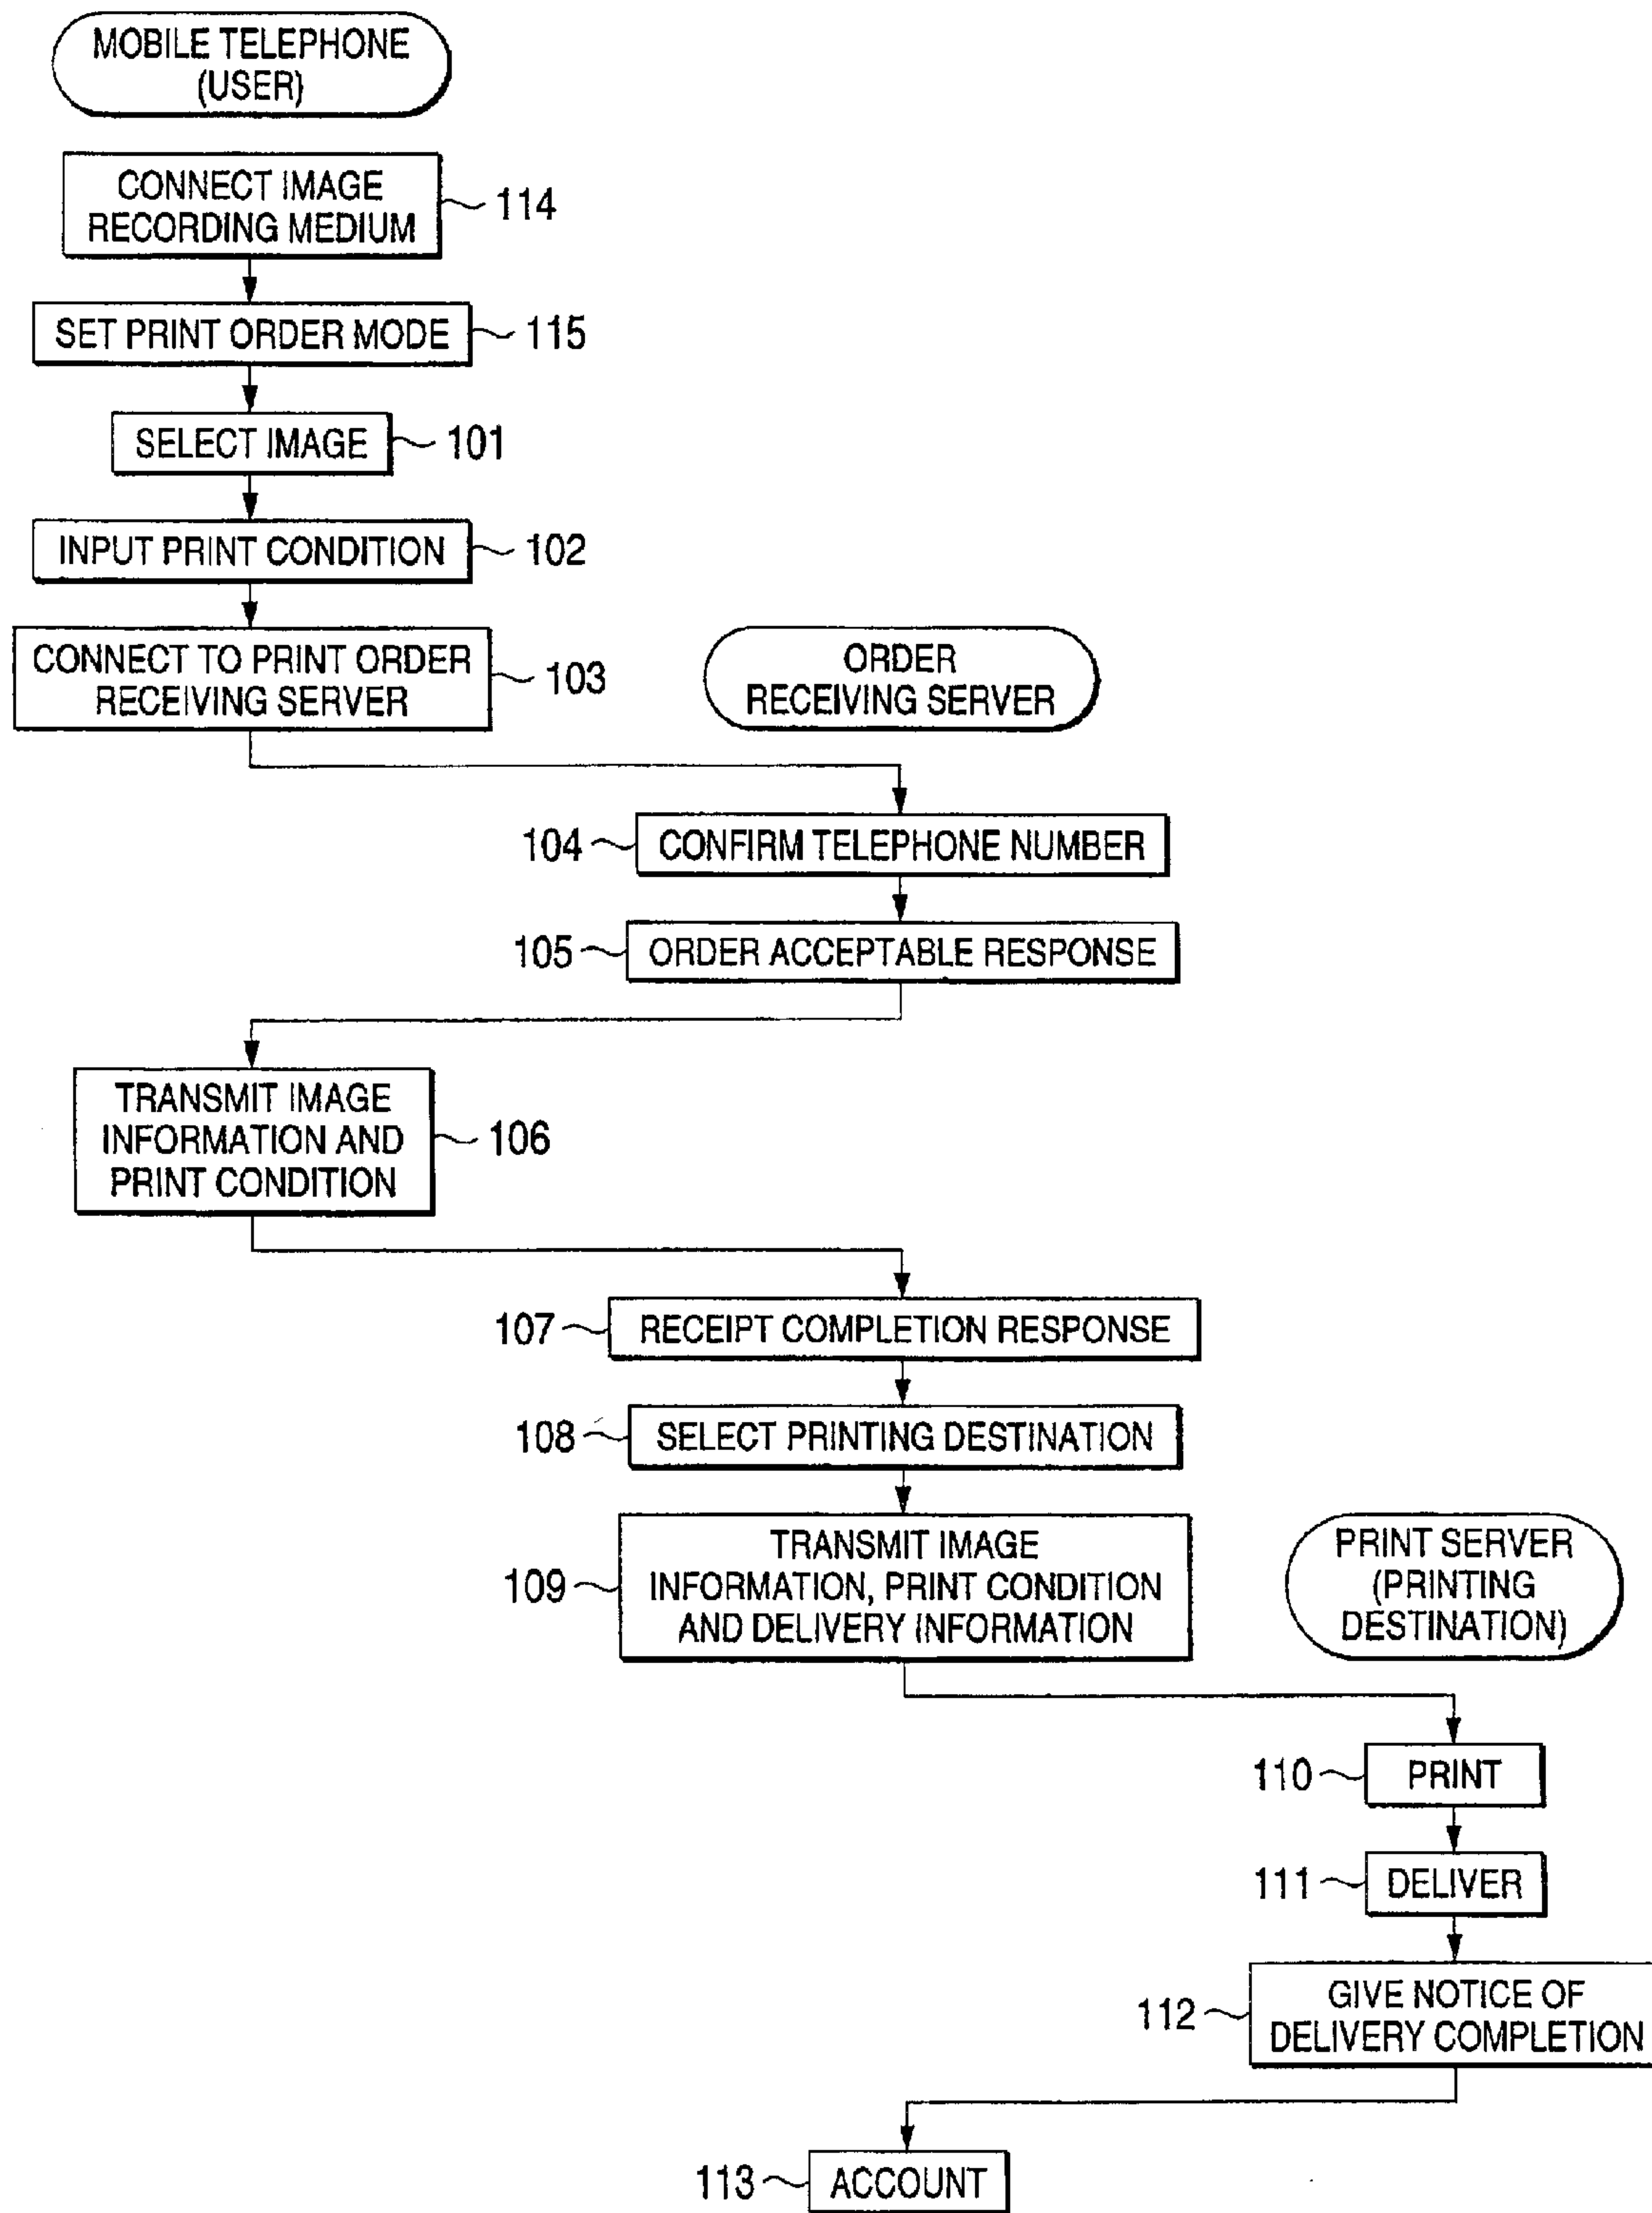 MOBILE TELEPHONE
(USER)
CONNECT IMAGE
RECORDING MEDIUM
114
SET PRINT ORDER MODE
115
SELECT IMAGE
101
INPUT PRINT CONDITION
102
CONNECT TO PRINT ORDER
RECEIVING SERVER
103
ORDER
RECEIVING SERVER
104
CONFIRM TELEPHONE NUMBER
105
ORDER ACCEPTABLE RESPONSE
TRANSMIT IMAGE
INFORMATION AND
PRINT CONDITION
106
107
RECEIPT COMPLETION RESPONSE
108
SELECT PRINTING DESTINATION
109
TRANSMIT IMAGE
INFORMATION, PRINT CONDITION
AND DELIVERY INFORMATION
PRINT SERVER
(PRINTING
DESTINATION)
110
PRINT
111
DELIVER
112
GIVE NOTICE OF
DELIVERY COMPLETION
113
ACCOUNT